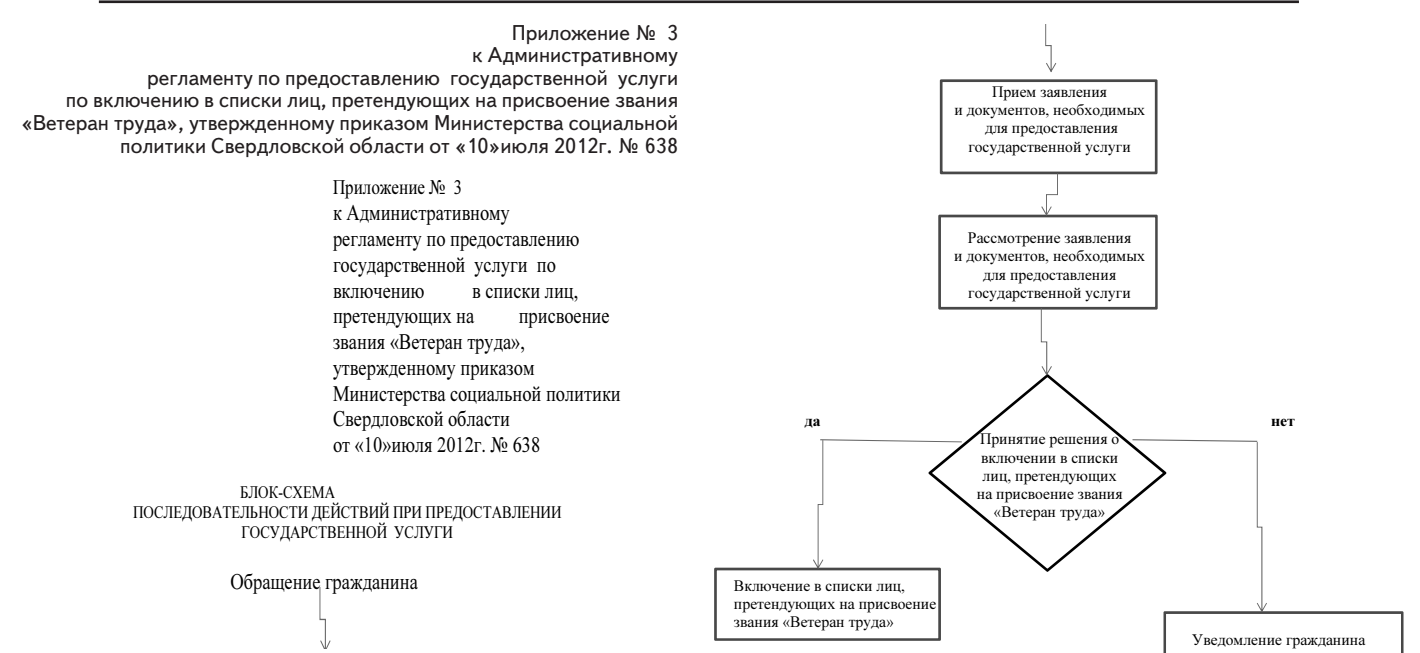 Приложение № 3
к Административному
регламенту по предоставлению государственной услуги
по включению в списки лиц, претендующих на присвоение звания
«Ветеран труда», утвержденному приказом Министерства социальной
политики Свердловской области от «10»июля 2012г. № 638
Приложение № 3
к Административному
регламенту по предоставлению
государственной услуги по
включению в списки лиц,
претендующих на присвоение
звания «Ветеран труда»,
утвержденному приказом
Министерства социальной политики
Свердловской области
от «10»июля 2012г. № 638
БЛОК-СХЕМА
ПОСЛЕДОВАТЕЛЬНОСТИ ДЕЙСТВИЙ ПРИ ПРЕДОСТАВЛЕНИИ
ГОСУДАРСТВЕННОЙ УСЛУГИ
Обращение гражданина
Прием заявления
и документов, необходимых
для предоставления
государственной услуги
Рассмотрение заявления
и документов, необходимых
для предоставления
государственной услуги
да
нет
Принятие решения о
включении в списки
лиц, претендующих
на присвоение звания
«Ветеран труда»
Включение в списки лиц,
претендующих на присвоение
звания «Ветеран труда»
Уведомление гражданина